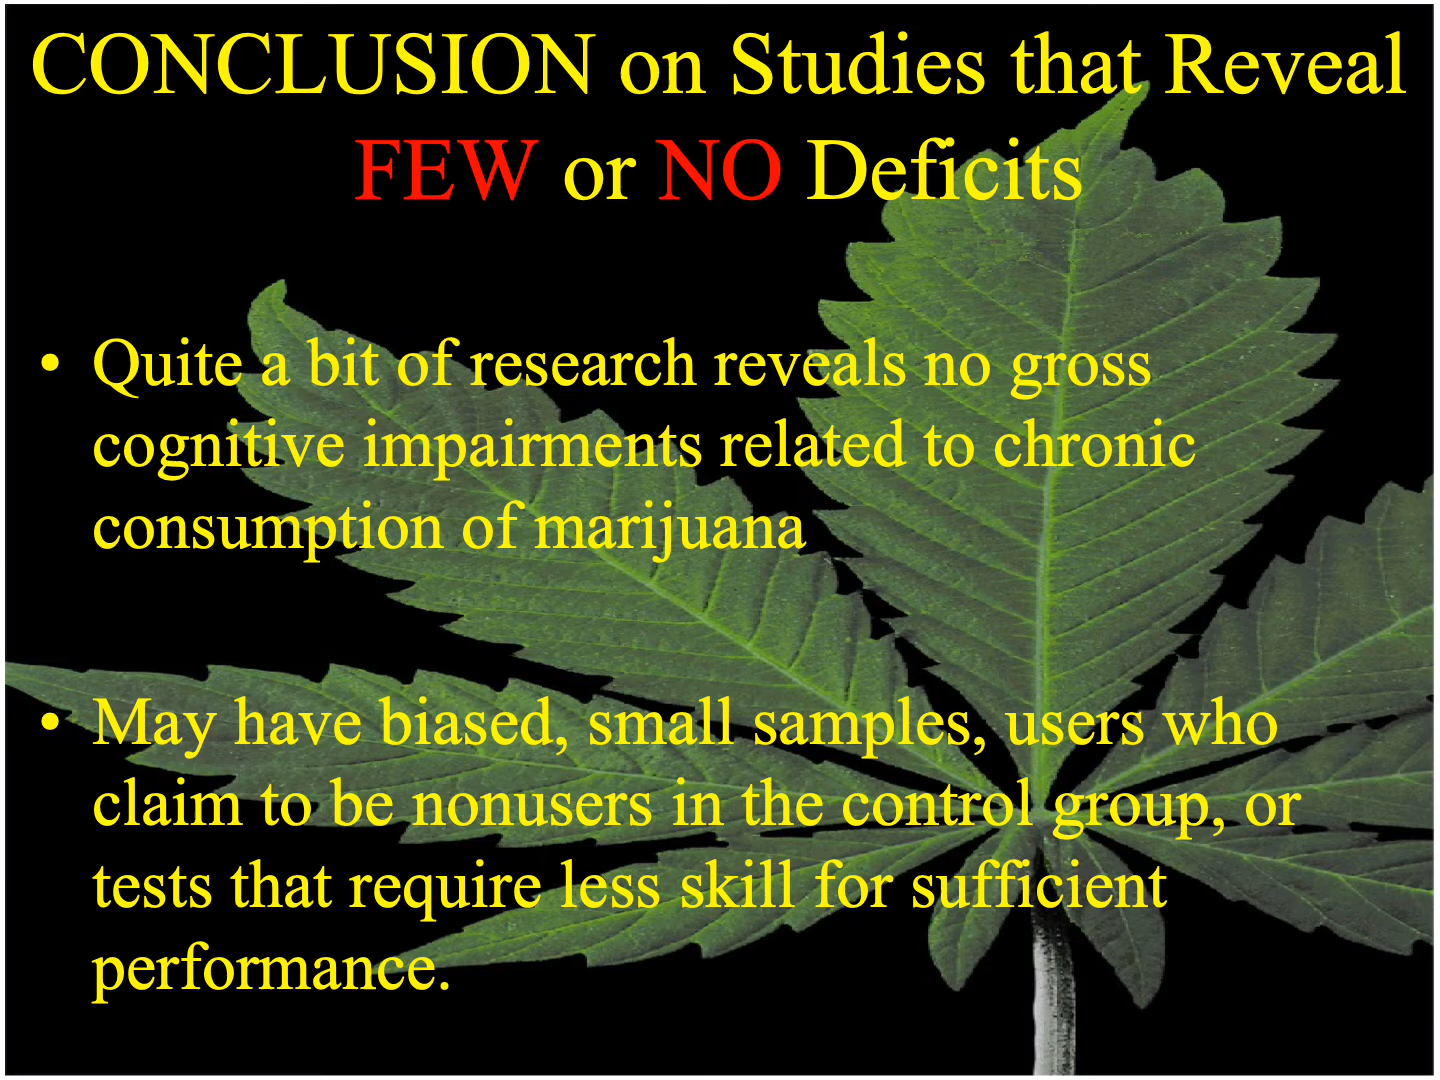 CONCLUSION on Studies that Reveal
FEW or NO Deficits
• Quite a bit of research reveals no gross
cognitive impairments related to chronic
consumption of marijuana
• May have biased, small samples, users who
claim to be nonusers in the control group, or
tests that require less skill for sufficient
performance.